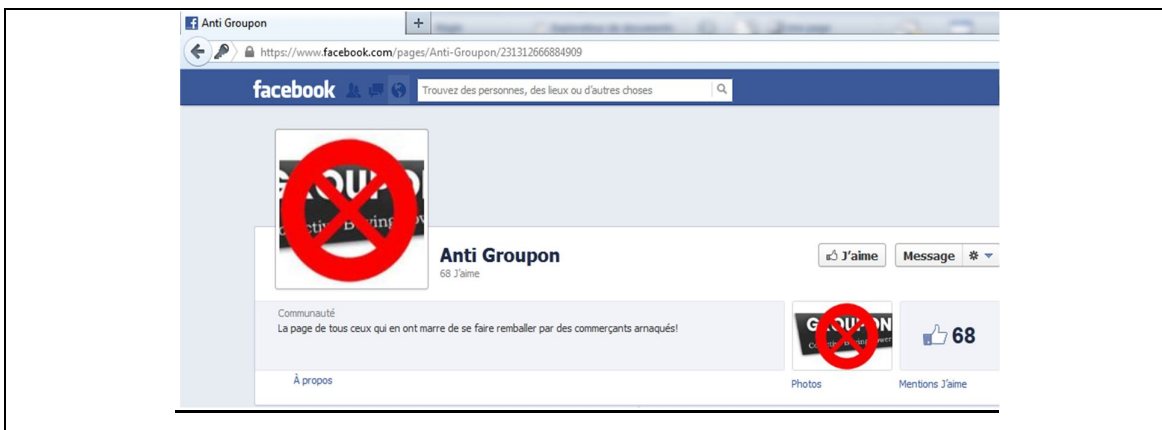 Anti Groupon
https://www.facebook.com/pages/Anti-Groupon/231312666884909
facebook
Trouvez des personnes, des lieux ou d'autres choses
Anti Groupon
68 J'aime
J'aime
Message
Communauté
La page de tous ceux qui en ont marre de se faire remballer par des commerçants arnaqués!
GROUPON
68
À propos
Photos
Mentions J'aime